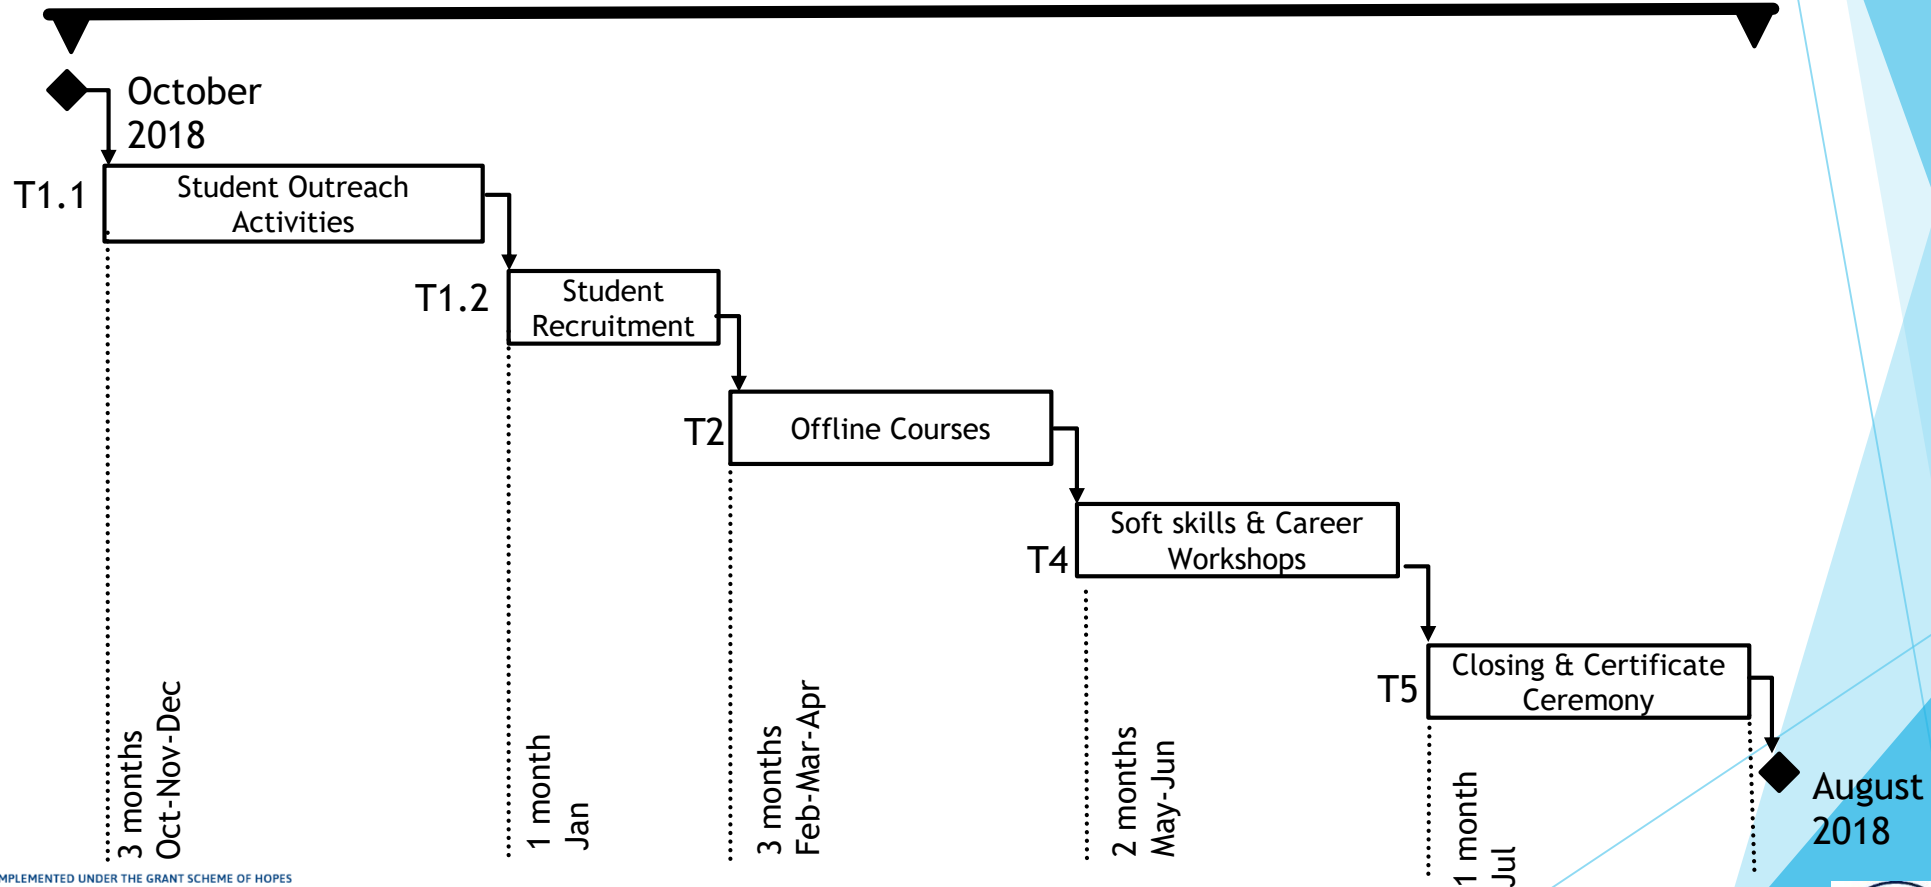 October
2018
T1.1
Student Outreach
Activities
T1.2
Student
Recruitment
T2
Offline Courses
T4
Soft skills & Career
Workshops
T5
Closing & Certificate
Ceremony
3 months
Oct-Nov-Dec
1 month
Jan
3 months
Feb-Mar-Apr
2 months
May-Jun
1 month
Jul
August
2018
MPLEMENTED UNDER THE GRANT SCHEME OF HOPES